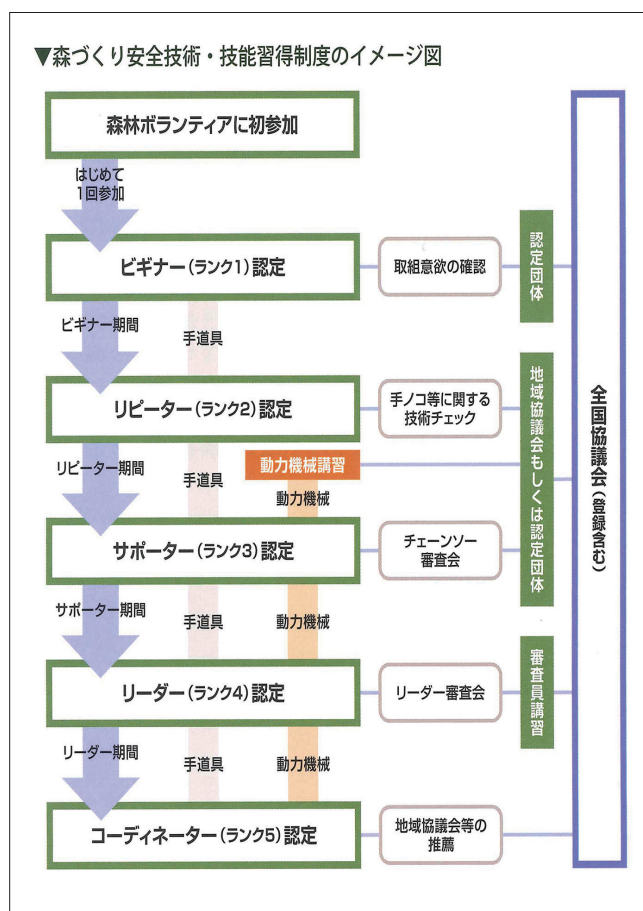 ▼森づくり安全技術・技能習得制度のイメージ図
森林ボランティアに初参加
はじめて
1回参加
ビギナー（ランク1）認定
取組意欲の確認
認定団体
ビギナー期間
手道具
リピーター（ランク2）認定
手ノコ等に関する
技術チェック
リピーター期間
手道具
動力機械講習
動力機械
地域協議会もしくは認定団体
サポーター（ランク3）認定
チェーンソー
審査会
サポーター期間
手道具
動力機械
リーダー（ランク4）認定
リーダー審査会
審査員講習
リーダー期間
手道具
動力機械
コーディネーター（ランク5）認定
地域協議会等の
推薦
全国協議会（登録含む）